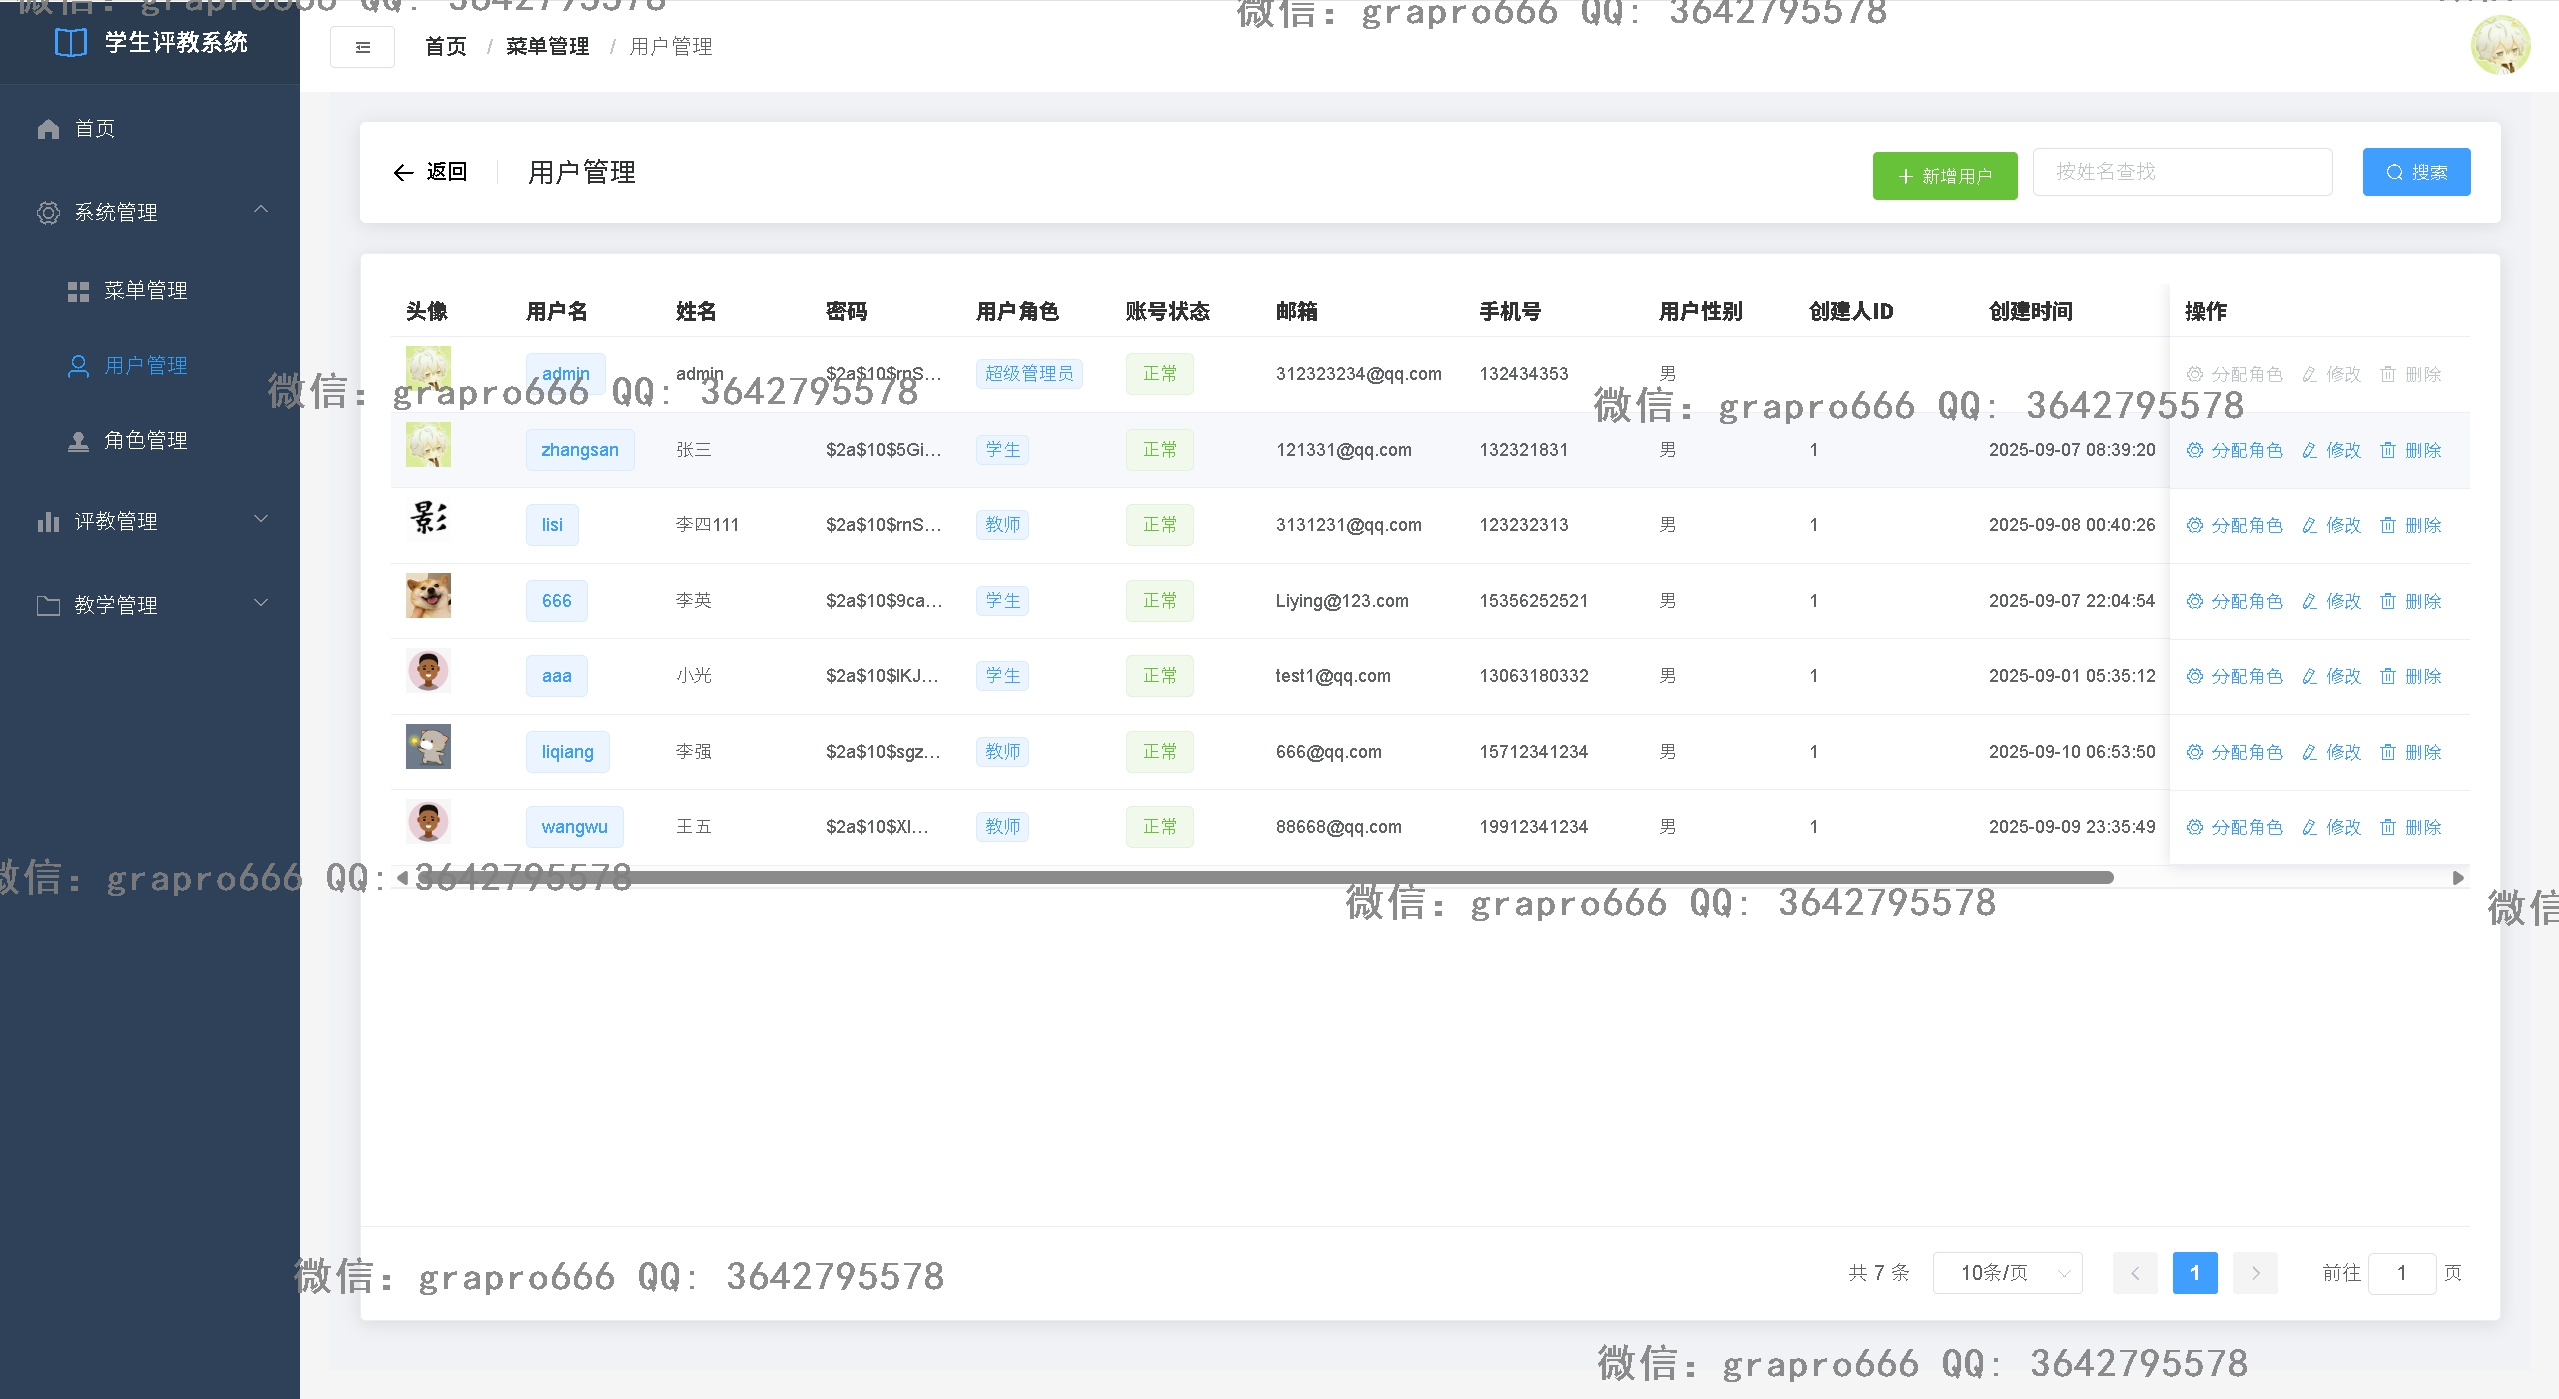 微信: grapro666 QQ: 3642795578
学生评教系统
首页 / 菜单管理 / 用户管理
首页
系统管理
菜单管理
用户管理
角色管理
评教管理
教学管理
返回 用户管理
新增用户 按姓名查找 搜索
头像 用户名 姓名 密码 用户角色 账号状态 邮箱 手机号 用户性别 创建人ID 创建时间 操作
admin admin $2a$10$rnS... 超级管理员 正常 312323234@qq.com 132434353 男 分配角色 修改 删除
微信: grapro666 QQ: 3642795578
微信: grapro666 QQ: 3642795578
zhangsan 张三 $2a$10$5Gi... 学生 正常 121331@qq.com 132321831 男 1 2025-09-07 08:39:20 分配角色 修改 删除
lisi 李四111 $2a$10$rnS... 教师 正常 3131231@qq.com 123232313 男 1 2025-09-08 00:40:26 分配角色 修改 删除
影
666 李英 $2a$10$9ca... 学生 正常 Liying@123.com 15356252521 男 1 2025-09-07 22:04:54 分配角色 修改 删除
aaa 小光 $2a$10$lKJ... 学生 正常 test1@qq.com 13063180332 男 1 2025-09-01 05:35:12 分配角色 修改 删除
liqiang 李强 $2a$10$sgz... 教师 正常 666@qq.com 15712341234 男 1 2025-09-10 06:53:50 分配角色 修改 删除
wangwu 王五 $2a$10$Xl... 教师 正常 88668@qq.com 19912341234 男 1 2025-09-09 23:35:49 分配角色 修改 删除
微信: grapro666 QQ: 3642795578
微信: grapro666 QQ: 3642795578
微信
共 7 条 10条/页 1 前往 1 页
微信: grapro666 QQ: 3642795578
微信: grapro666 QQ: 3642795578